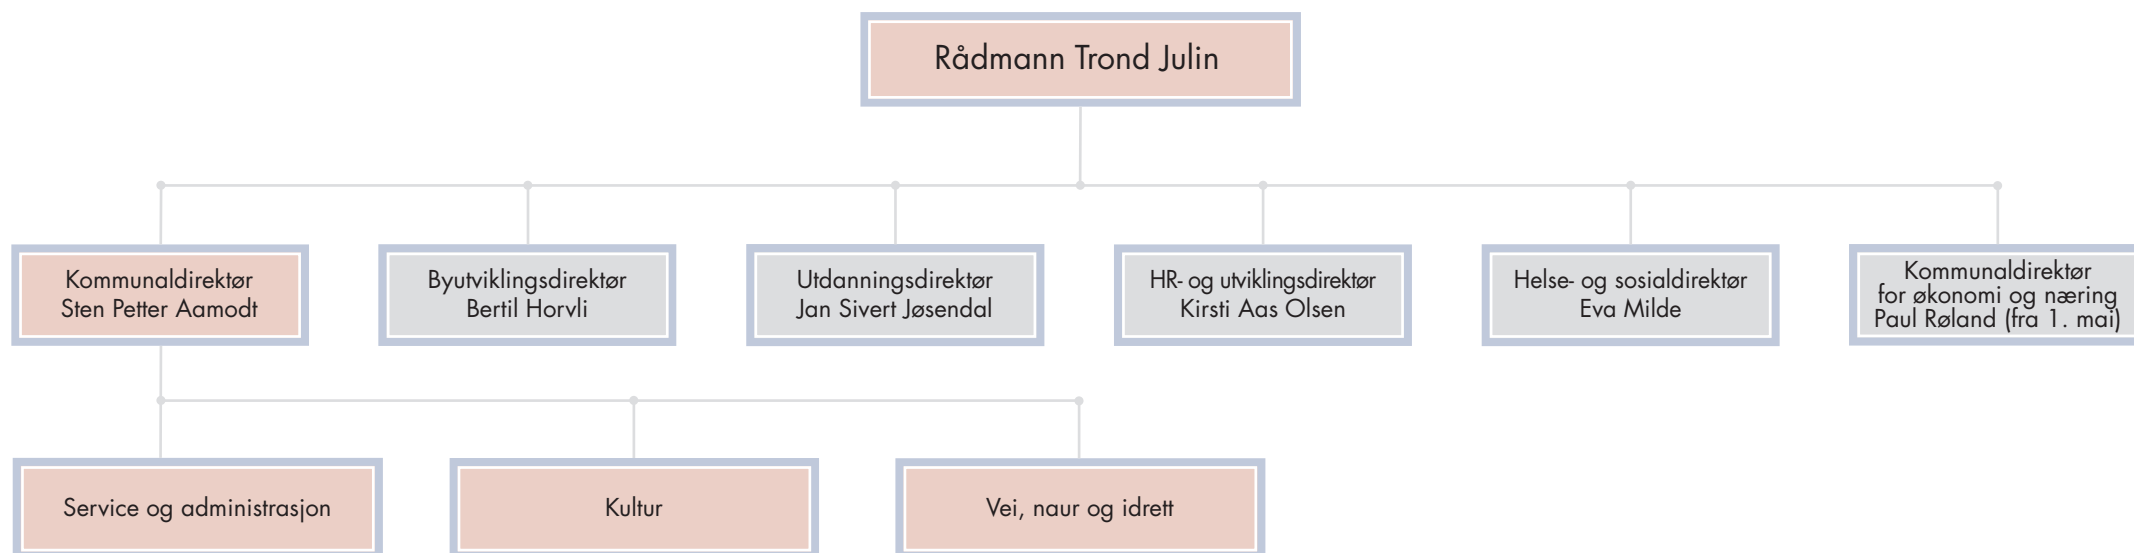 Rådmann Trond Julin
Kommunaldirektør
Sten Petter Aamodt
Byutviklingsdirektør
Bertil Horvli
Utdanningsdirektør
Jan Sivert Jøsendal
HR- og utviklingsdirektør
Kirsti Aas Olsen
Helse- og sosialdirektør
Eva Milde
Kommunaldirektør
for økonomi og næring
Paul Røland (fra 1. mai)
Service og administrasjon
Kultur
Vei, naur og idrett